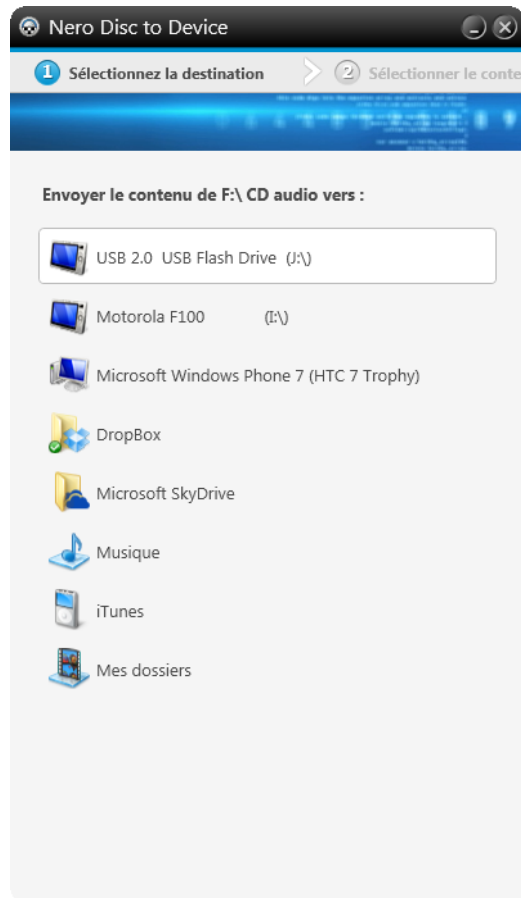 Nero Disc to Device
1 Sélectionnez la destination 2 Sélectionner le conte
Envoyer le contenu de F:\ CD audio vers :
USB 2.0 USB Flash Drive (J:\)
Motorola F100 (I:\)
Microsoft Windows Phone 7 (HTC 7 Trophy)
DropBox
Microsoft SkyDrive
Musique
iTunes
Mes dossiers